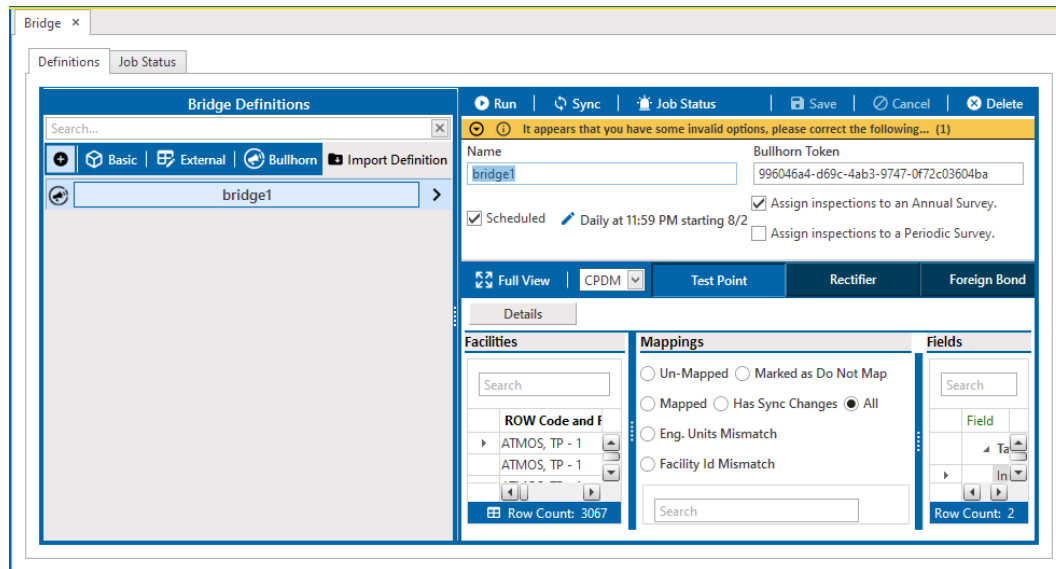 Bridge ×
Definitions Job Status
Bridge Definitions
Search...
Basic External Bullhorn Import Definition
bridge1
Run Sync Job Status Save Cancel Delete
It appears that you have some invalid options, please correct the following... (1)
Name Bullhorn Token
bridge1 996046a4-d69c-4ab3-9747-0f72c03604ba
Scheduled Daily at 11:59 PM starting 8/2
Assign inspections to an Annual Survey.
Assign inspections to a Periodic Survey.
Full View CPDM Test Point Rectifier Foreign Bond
Details
Facilities Mappings Fields
Search
ROW Code and F
ATMOS, TP - 1
ATMOS, TP - 1
Row Count: 3067
Un-Mapped Marked as Do Not Map
Mapped Has Sync Changes All
Eng. Units Mismatch
Facility Id Mismatch
Search
Search
Field
Ta
In
Row Count: 2